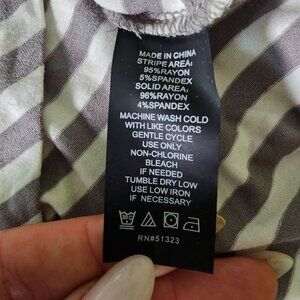 MADE IN CHINA
STRIPE AREA:
95%RAYON
5%SPANDEX
SOLID AREA:
96%RAYON
4%SPANDEX
MACHINE WASH COLD
WITH LIKE COLORS
GENTLE CYCLE
USE ONLY
NON-CHLORINE
BLEACH
IF NEEDED
TUMBLE DRY LOW
USE LOW IRON
IF NECESSARY
RN#51323